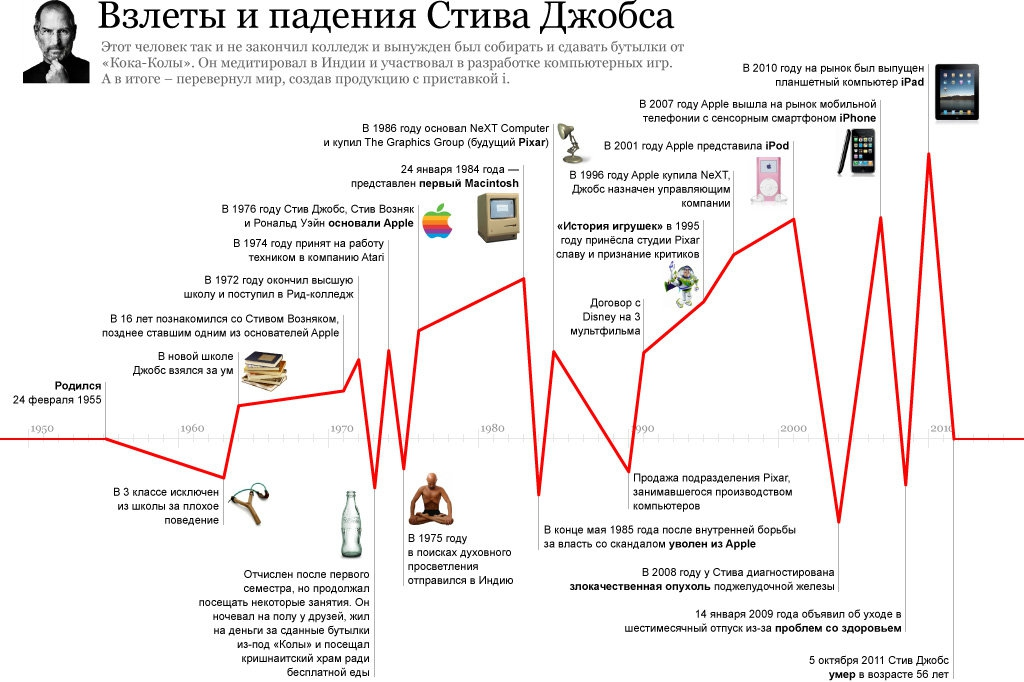 Взлеты и падения Стива Джобса
Этот человек так и не закончил колледж и вынужден был собирать и сдавать бутылки от
«Кока-Колы». Он медитировал в Индии и участвовал в разработке компьютерных игр.
А в итоге – перевернул мир, создав продукцию с приставкой i.
В 2010 году на рынок был выпущен
планшетный компьютер iPad
В 2007 году Apple вышла на рынок мобильной
телефонии с сенсорным смартфоном iPhone
В 1986 году основал NeXT Computer
и купил The Graphics Group (будущий Pixar)
В 2001 году Apple представила iPod
24 января 1984 года —
представлен первый Macintosh
В 1996 году Apple купила NeXT,
Джобс назначен управляющим
компании
В 1976 году Стив Джобс, Стив Возняк
и Рональд Уэйн основали Apple
«История игрушек» в 1995
году принёсла студии Pixar
славу и признание критиков
В 1974 году принят на работу
техником в компанию Atari
В 1972 году окончил высшую
школу и поступил в Рид-колледж
Договор с
Disney на 3
мультфильма
В 16 лет познакомился со Стивом Возняком,
позднее ставшим одним из основателей Apple
В новой школе
Джобс взялся за ум
Родился
24 февраля 1955
1950
1960
1970
1980
1990
2000
2010
В 3 классе исключен
из школы за плохое
поведение
Продажа подразделения Pixar,
занимавшегося производством
компьютеров
В 1975 году
в поисках духовного
просветления
отправился в Индию
В конце мая 1985 года после внутренней борьбы
за власть со скандалом уволен из Apple
Отчислен после первого
семестра, но продолжал
посещать некоторые занятия. Он
ночевал на полу у друзей, жил
на деньги за сданные бутылки
из-под «Колы» и посещал
кришнаитский храм ради
бесплатной еды
В 2008 году у Стива диагностирована
злокачественная опухоль поджелудочной железы
14 января 2009 года объявил об уходе в
шестимесячный отпуск из-за проблем со здоровьем
5 октября 2011 Стив Джобс
умер в возрасте 56 лет